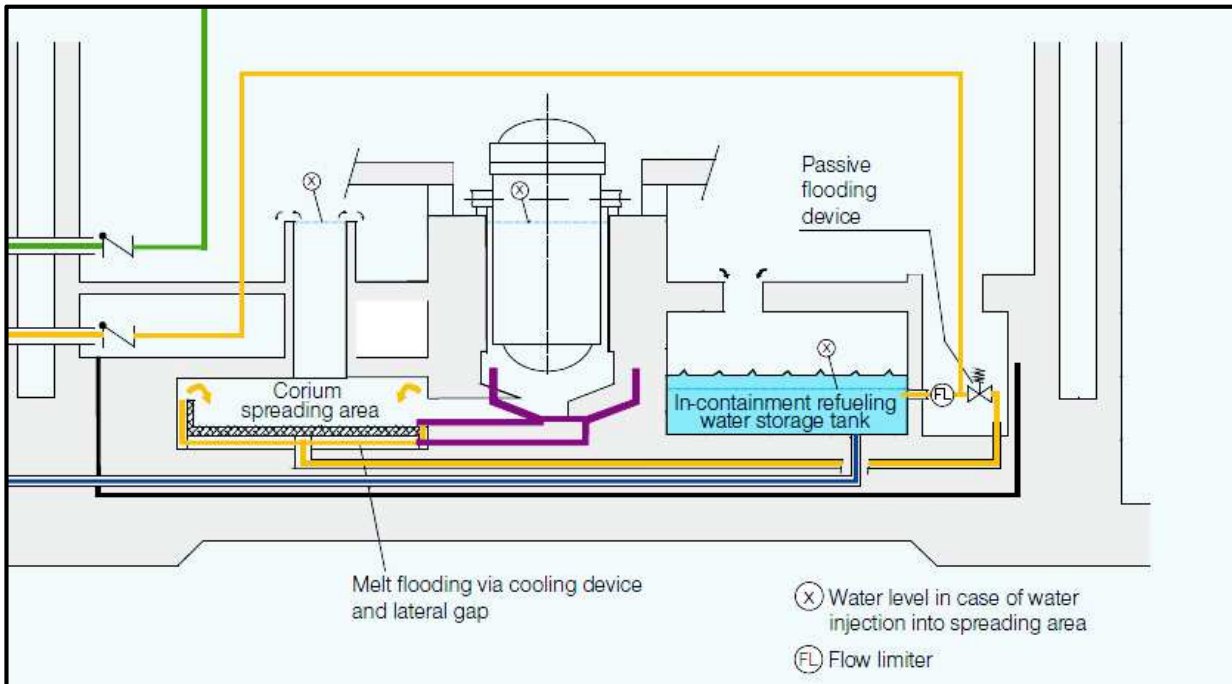 X
X
Passive
flooding
device
X
Corium
spreading area
In-containment refueling
water storage tank
FL
Melt flooding via cooling device
and lateral gap
X Water level in case of water
injection into spreading area
FL Flow limiter